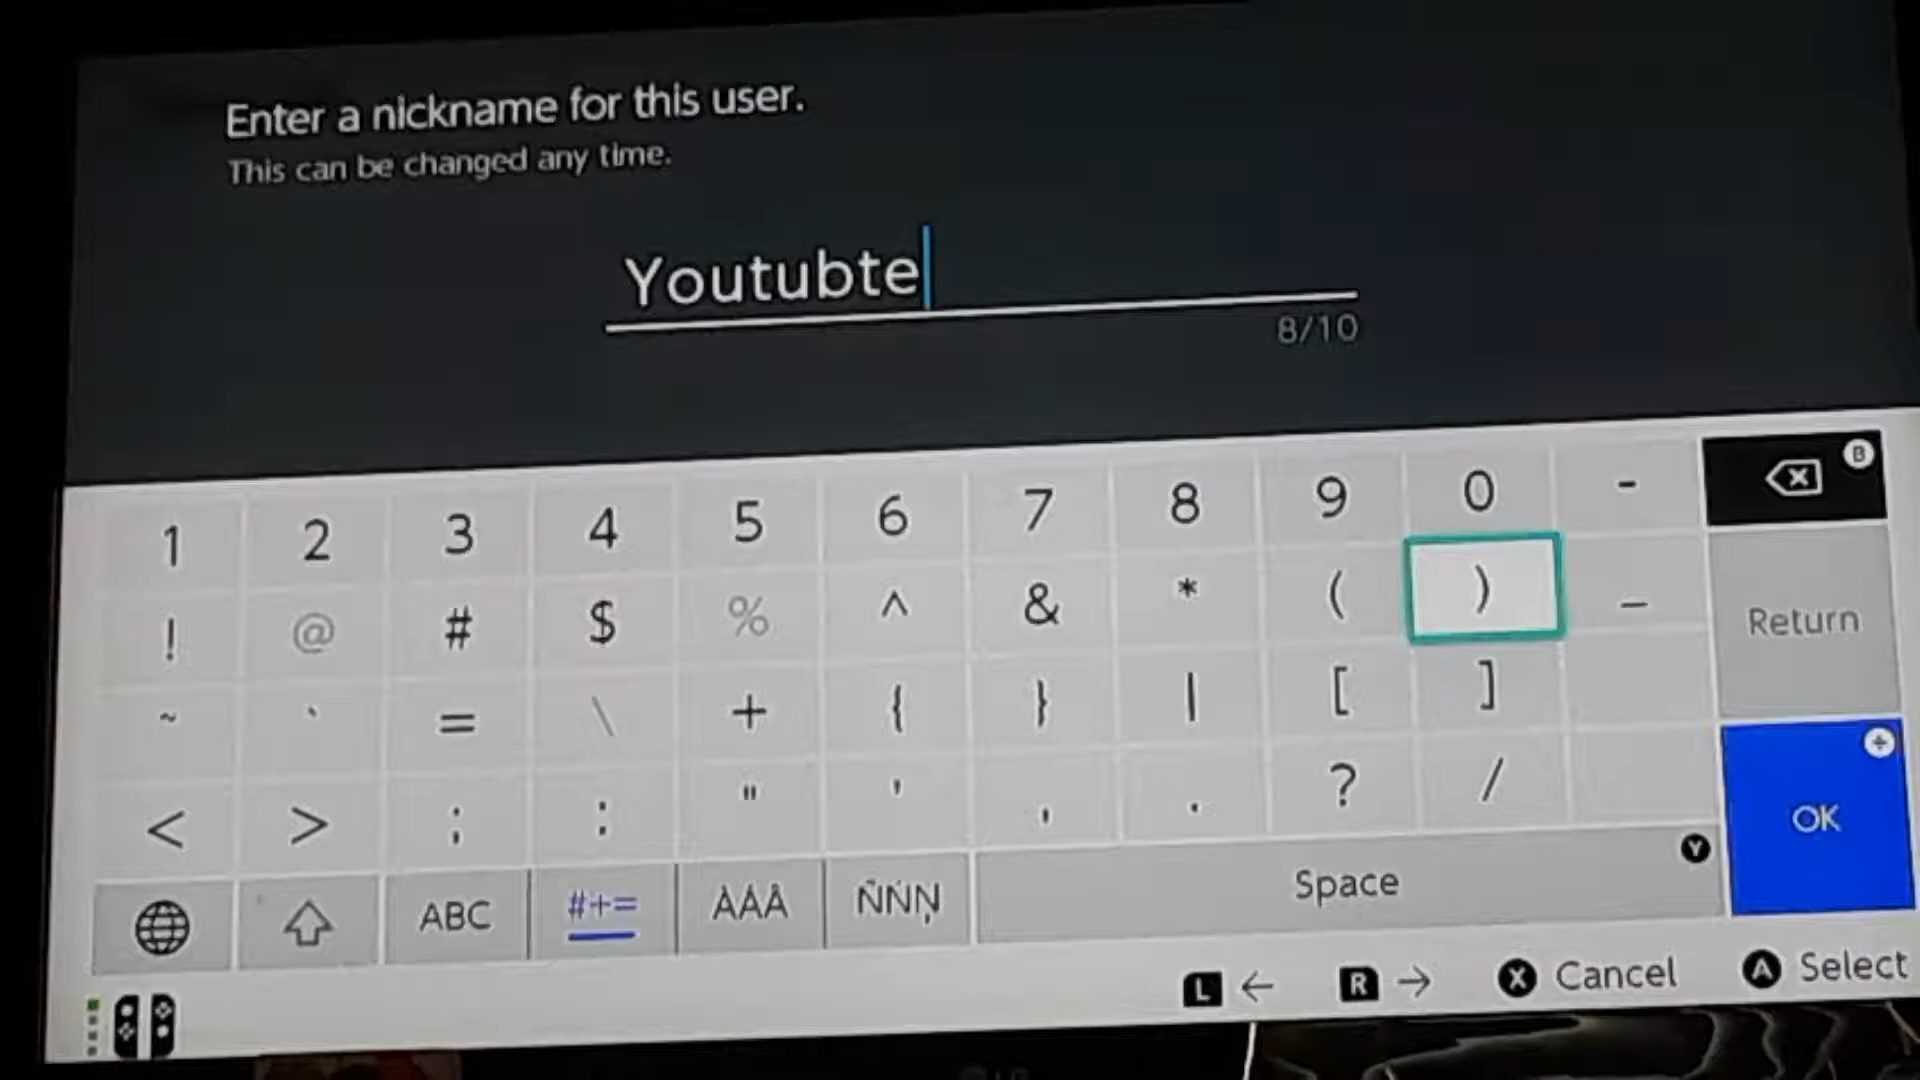 Enter a nickname for this user.
This can be changed any time.
Youtubte
8/10
1 2 3 4 5 6 7 8 9 0 - B
! @ # $ % ^ & * ( ) _ Return
~ ` = \ + { } | [ ]
< > ; : " ' , . ? / + OK
ABC #+= ÀÁÂ ÑŃŅ Space Y
L ← R → X Cancel A Select